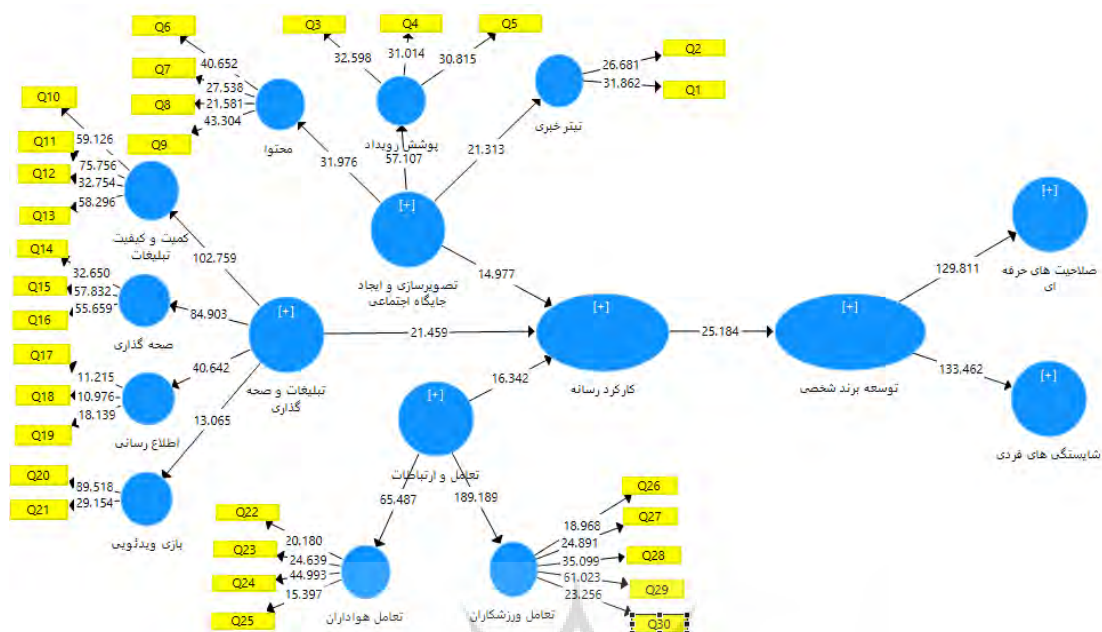 Q6
Q3
Q4
Q5
Q2
Q1
Q7
Q8
Q9
Q10
Q11
Q12
Q13
Q14
Q15
Q16
Q17
Q18
Q19
Q20
Q21
Q22
Q23
Q24
Q25
Q26
Q27
Q28
Q29
Q30
40.652
27.538
21.581
43.304
محتوا
32.598
31.014
30.815
پوشش رویداد
26.681
31.862
تیتر خبری
31.976
57.107
21.313
[+]
تصویرسازی و ایجاد
جایگاه اجتماعی
14.977
59.126
75.756
32.754
58.296
کمیت و کیفیت
تبلیغات
102.759
32.650
57.832
55.659
صحه گذاری
84.903
11.215
10.976
18.139
اطلاع رسانی
40.642
89.518
29.154
بازی ویدئویی
13.065
[+]
تبلیغات و صحه
گذاری
21.459
[+]
کارکرد رسانه
25.184
[+]
توسعه برند شخصی
129.811
[+]
صلاحیت های حرفه
ای
133.462
[+]
شایستگی های فردی
16.342
[+]
تعامل و ارتباطات
65.487
189.189
20.180
24.639
44.993
15.397
تعامل هواداران
18.968
24.891
35.099
61.023
23.256
تعامل ورزشکاران